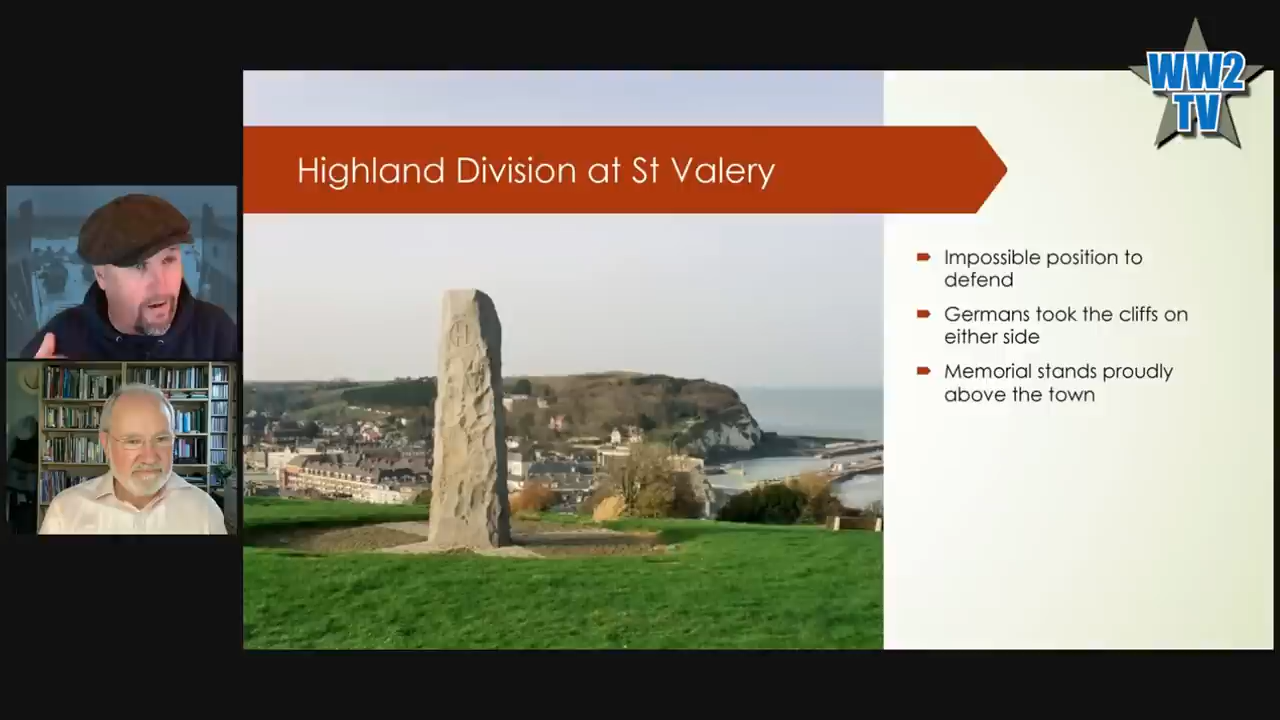 WW2
TV
Highland Division at St Valery
Impossible position to
defend
Germans took the cliffs on
either side
Memorial stands proudly
above the town
HD